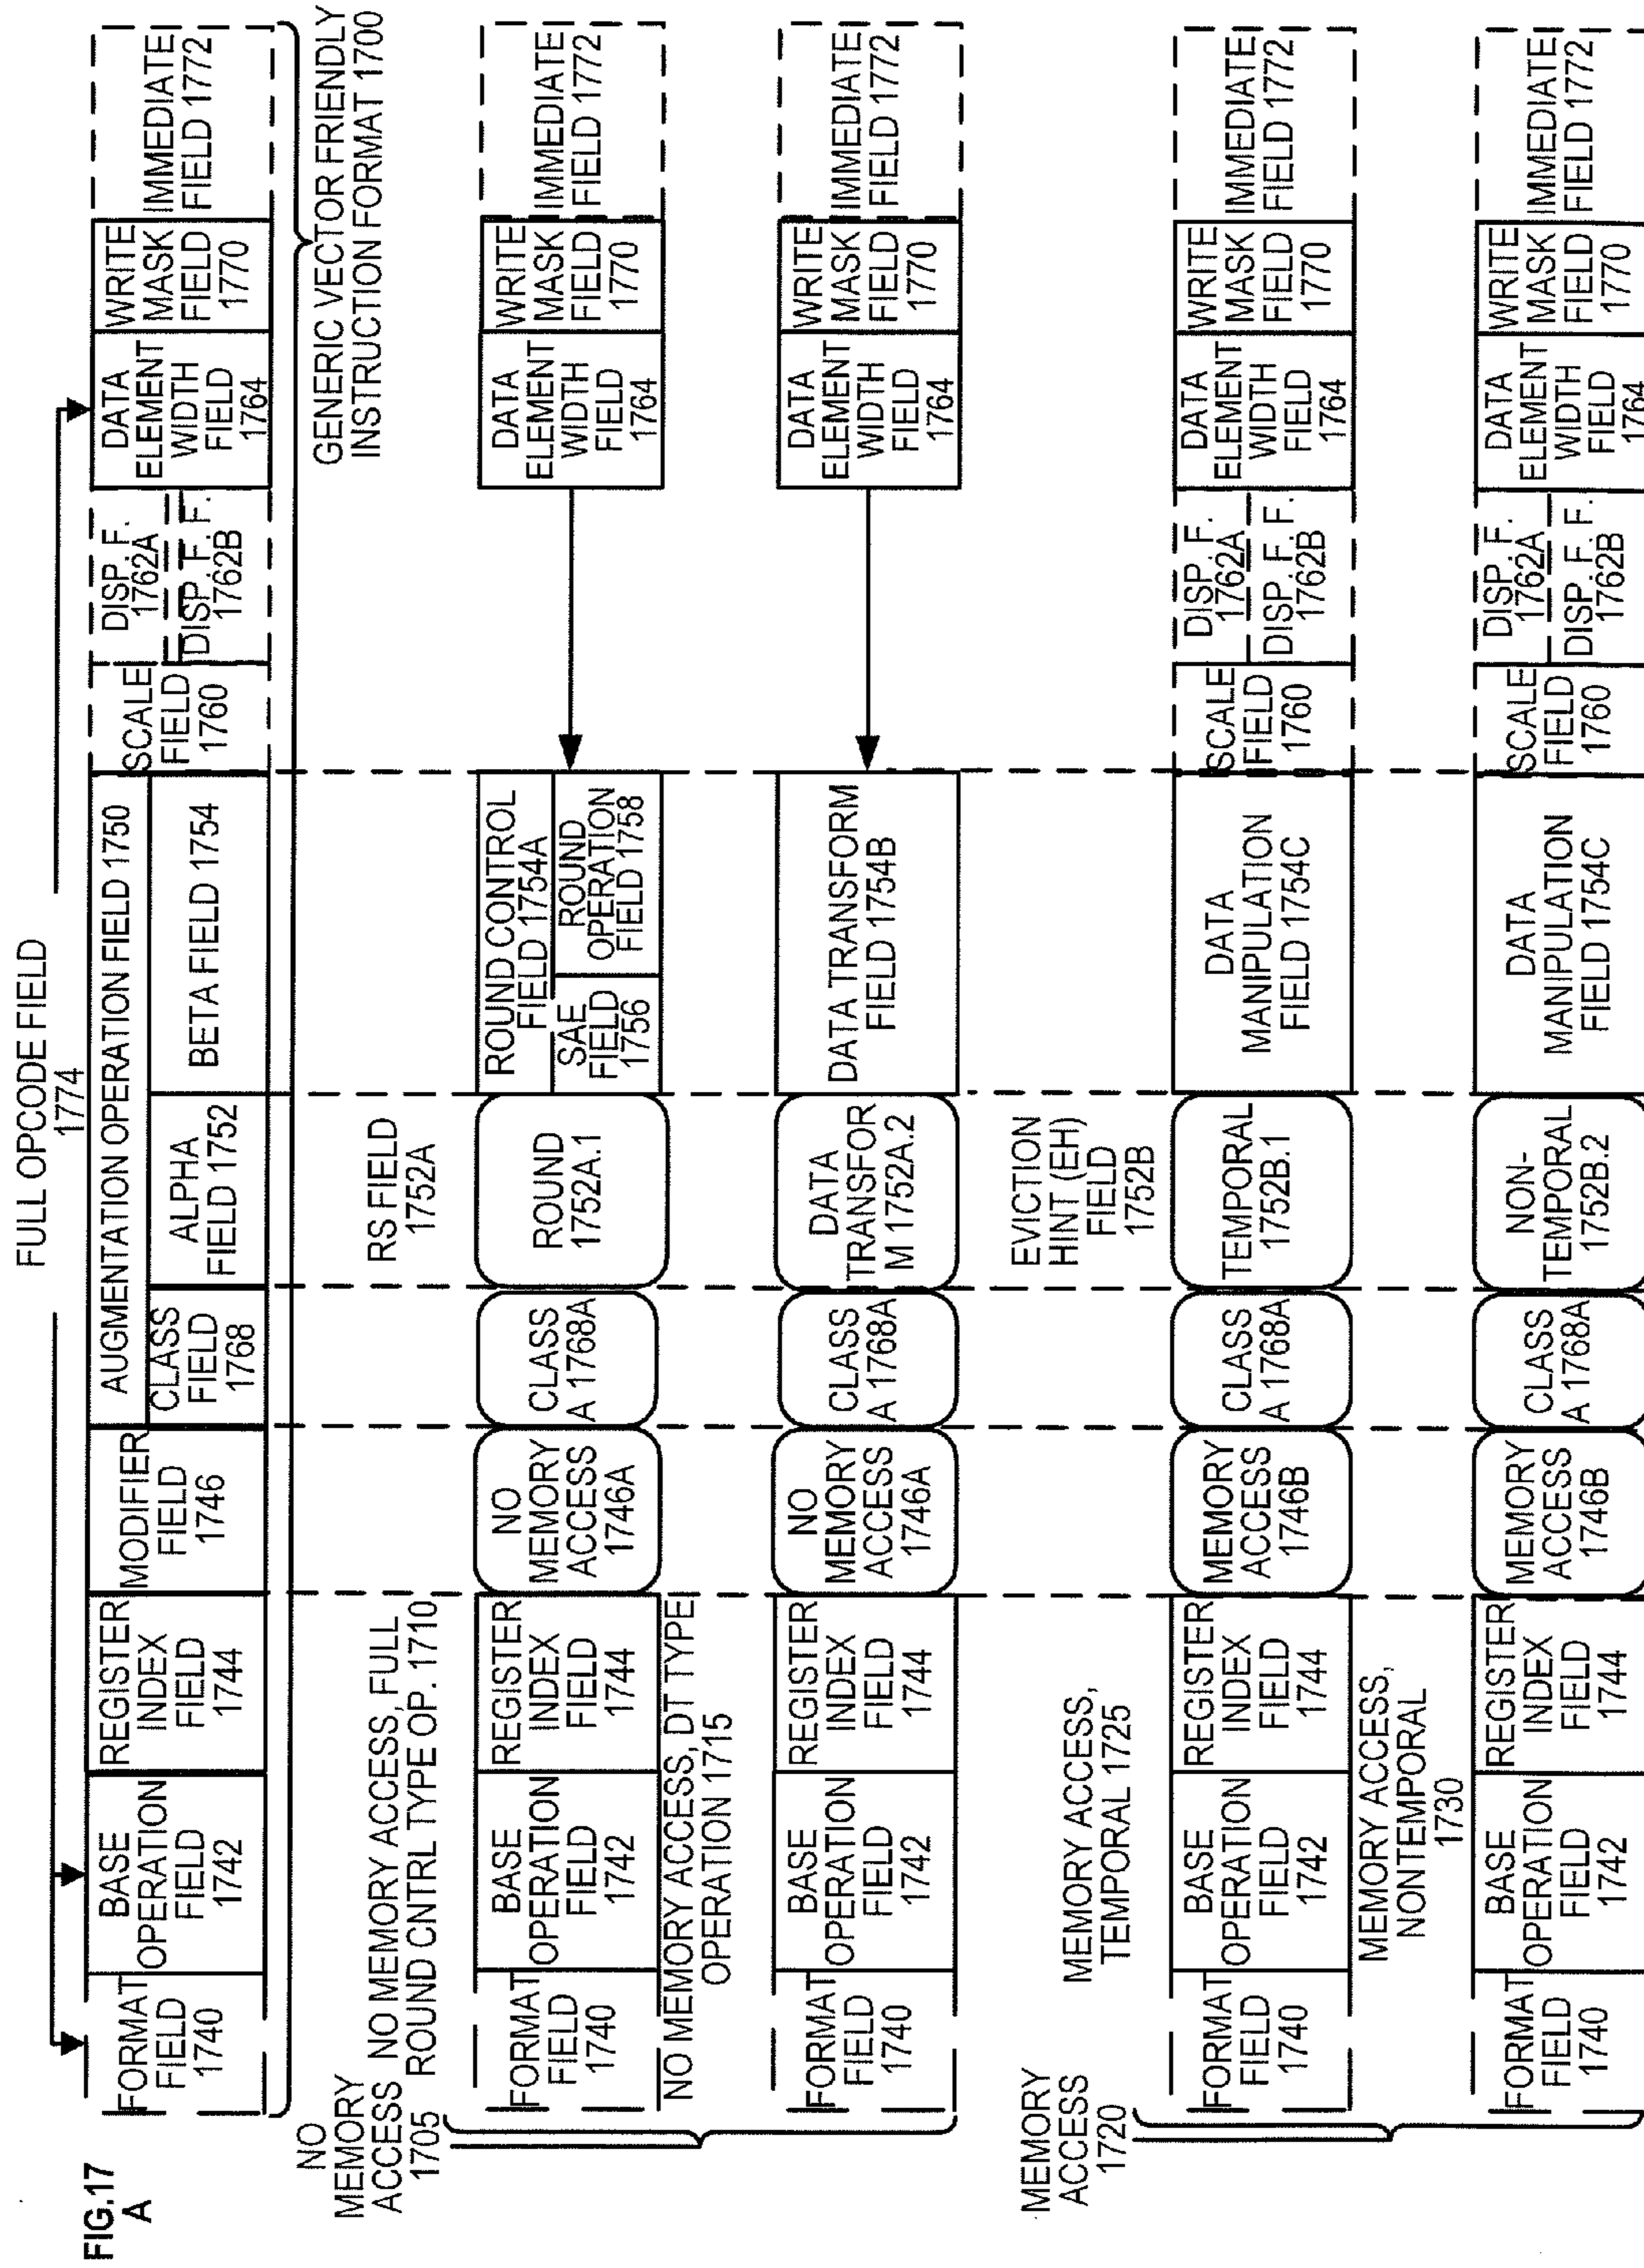 FIG.17
A
FULL OPCODE FIELD
1774
FORMAT
FIELD
1740
BASE
OPERATION
FIELD
1742
REGISTER
INDEX
FIELD
1744
MODIFIER
FIELD
1746
AUGMENTATION OPERATION FIELD 1750
CLASS
FIELD
1768
ALPHA
FIELD 1752
BETA FIELD 1754
SCALE
FIELD
1760
DISP. F.
1762A
DISP. F. F.
1762B
DATA
ELEMENT
WIDTH
FIELD
1764
WRITE
MASK
FIELD
1770
IMMEDIATE
FIELD 1772
GENERIC VECTOR FRIENDLY
INSTRUCTION FORMAT 1700
NO
MEMORY
ACCESS
1705
NO MEMORY ACCESS, FULL
ROUND CNTRL TYPE OP. 1710
RS FIELD
1752A
FORMAT
FIELD
1740
BASE
OPERATION
FIELD
1742
REGISTER
INDEX
FIELD
1744
NO
MEMORY
ACCESS
1746A
CLASS
A 1768A
ROUND
1752A.1
ROUND CONTROL
FIELD 1754A
SAE
FIELD
1756
ROUND
OPERATION
FIELD 1758
DATA
ELEMENT
WIDTH
FIELD
1764
WRITE
MASK
FIELD
1770
IMMEDIATE
FIELD 1772
NO MEMORY ACCESS, DT TYPE
OPERATION 1715
FORMAT
FIELD
1740
BASE
OPERATION
FIELD
1742
REGISTER
INDEX
FIELD
1744
NO
MEMORY
ACCESS
1746A
CLASS
A 1768A
DATA
TRANSFOR
M 1752A.2
DATA TRANSFORM
FIELD 1754B
DATA
ELEMENT
WIDTH
FIELD
1764
WRITE
MASK
FIELD
1770
IMMEDIATE
FIELD 1772
MEMORY
ACCESS
1720
MEMORY ACCESS,
TEMPORAL 1725
EVICTION
HINT (EH)
FIELD
1752B
FORMAT
FIELD
1740
BASE
OPERATION
FIELD
1742
REGISTER
INDEX
FIELD
1744
MEMORY
ACCESS
1746B
CLASS
A 1768A
TEMPORAL
1752B.1
DATA
MANIPULATION
FIELD 1754C
SCALE
FIELD
1760
DISP. F.
1762A
DISP. F. F.
1762B
DATA
ELEMENT
WIDTH
FIELD
1764
WRITE
MASK
FIELD
1770
IMMEDIATE
FIELD 1772
MEMORY ACCESS,
NONTEMPORAL
1730
FORMAT
FIELD
1740
BASE
OPERATION
FIELD
1742
REGISTER
INDEX
FIELD
1744
MEMORY
ACCESS
1746B
CLASS
A 1768A
NON-
TEMPORAL
1752B.2
DATA
MANIPULATION
FIELD 1754C
SCALE
FIELD
1760
DISP. F.
1762A
DISP. F. F.
1762B
DATA
ELEMENT
WIDTH
FIELD
1764
WRITE
MASK
FIELD
1770
IMMEDIATE
FIELD 1772